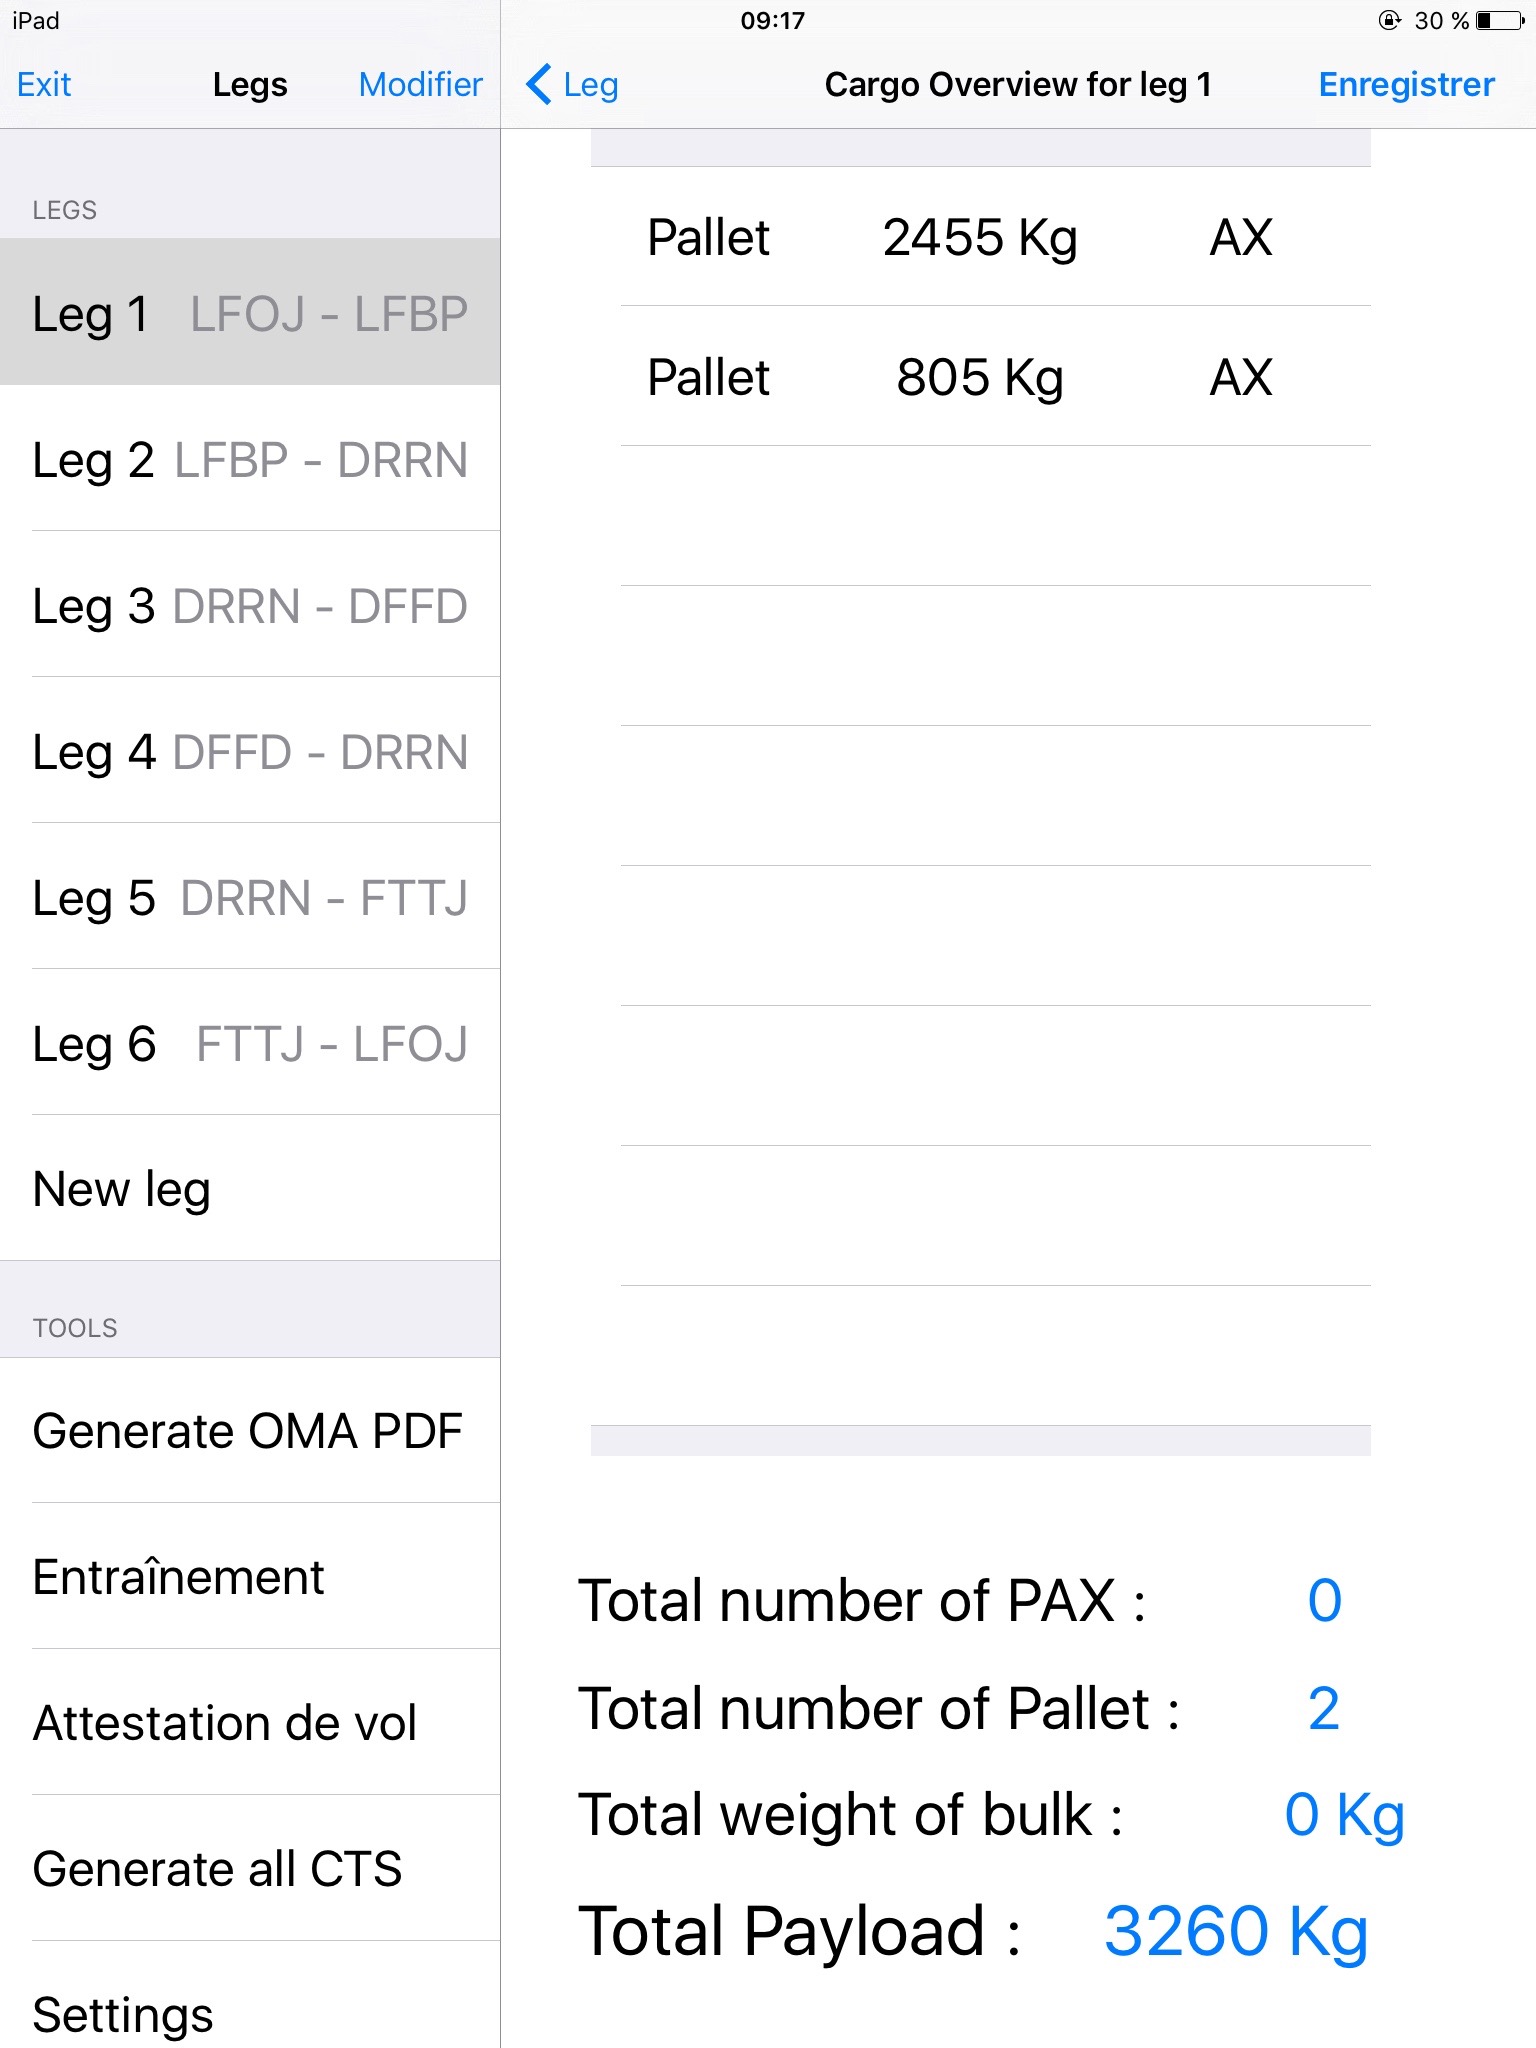 iPad
09:17
30 %
Exit
Legs
Modifier
Leg
Cargo Overview for leg 1
Enregistrer
LEGS
Leg 1 LFOJ - LFBP
Leg 2 LFBP - DRRN
Leg 3 DRRN - DFFD
Leg 4 DFFD - DRRN
Leg 5 DRRN - FTTJ
Leg 6 FTTJ - LFOJ
New leg
TOOLS
Generate OMA PDF
Entraînement
Attestation de vol
Generate all CTS
Settings
Pallet 2455 Kg AX
Pallet 805 Kg AX
Total number of PAX : 0
Total number of Pallet : 2
Total weight of bulk : 0 Kg
Total Payload : 3260 Kg